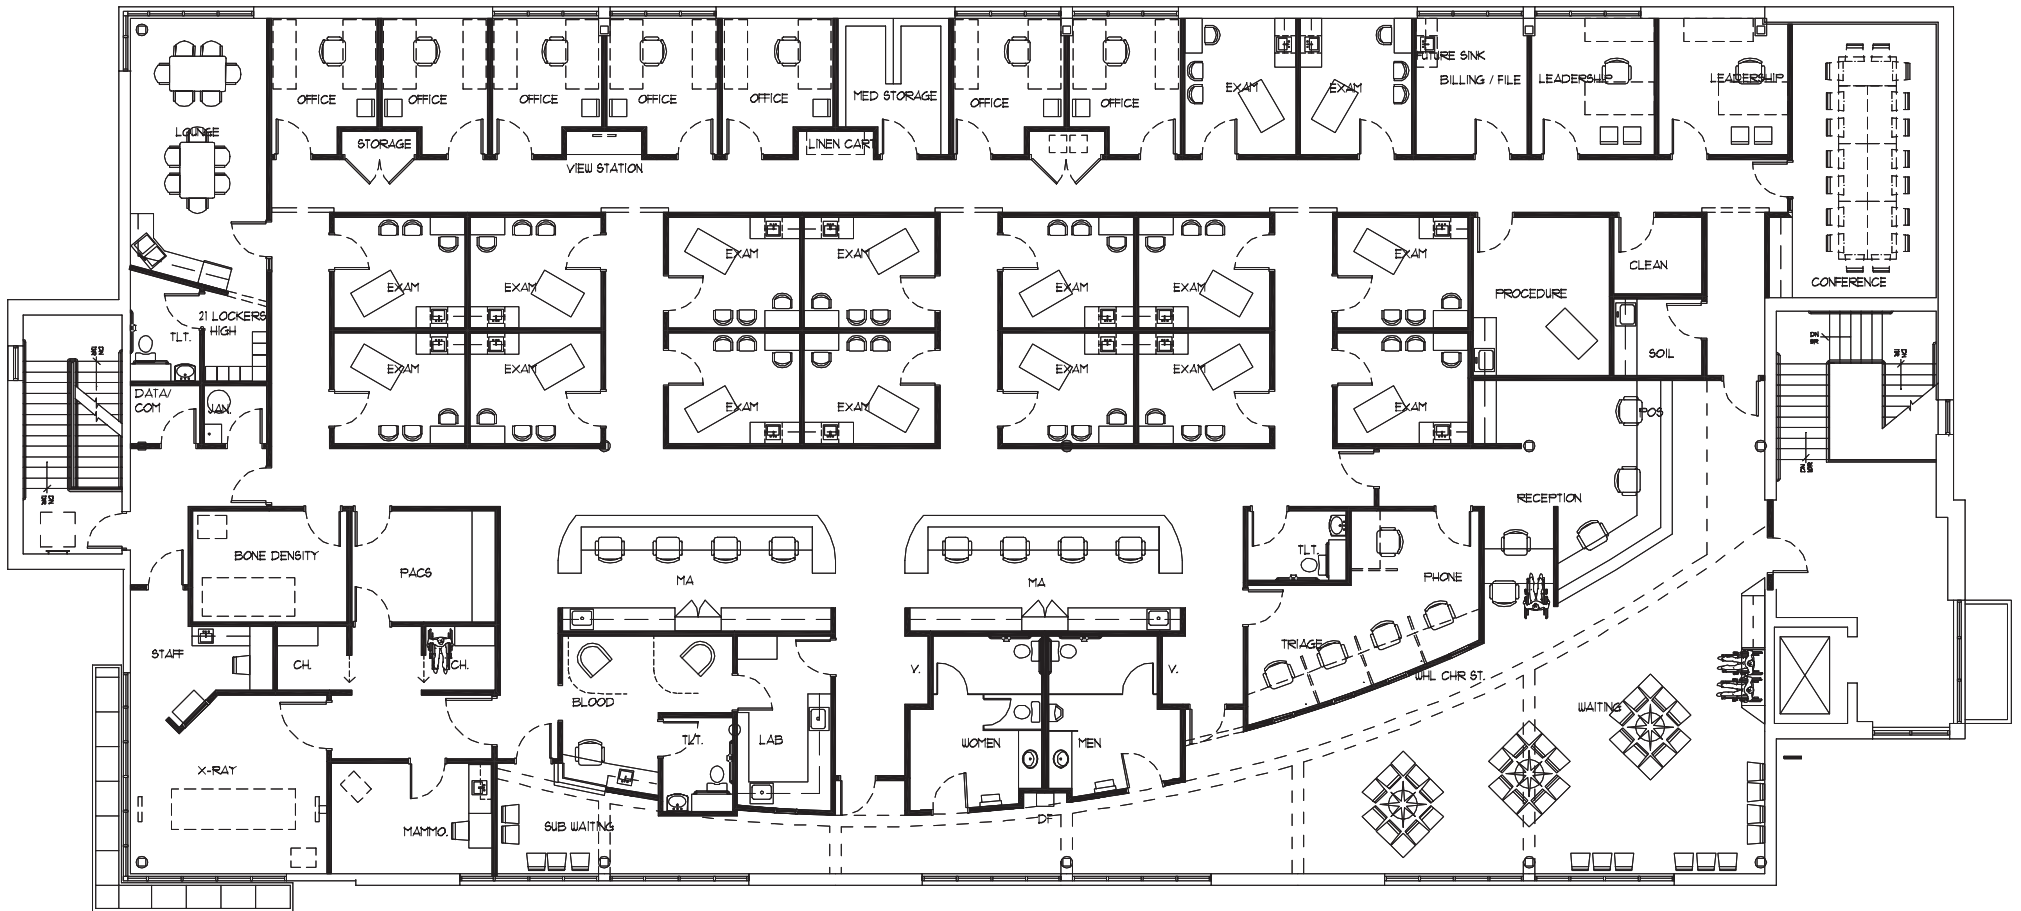 OFFICE
OFFICE
OFFICE
OFFICE
OFFICE
MED STORAGE
OFFICE
OFFICE
EXAM
EXAM
FUTURE SINK
BILLING / FILE
LEADERSHIP
LEADERSHIP
LOUNGE
STORAGE
VIEW STATION
LINEN CART
EXAM
EXAM
EXAM
EXAM
EXAM
EXAM
EXAM
PROCEDURE
CLEAN
CONFERENCE
21 LOCKERS
HIGH
TLT.
SOIL
EXAM
EXAM
EXAM
EXAM
EXAM
EXAM
EXAM
DATA/
COM
JAN.
POS
RECEPTION
BONE DENSITY
PACS
MA
MA
TLT.
PHONE
STAFF
CH.
CH.
V.
V.
TRIAGE
WHL CHR ST.
BLOOD
TLT.
LAB
WOMEN
MEN
WAITING
X-RAY
MAMMO.
SUB WAITING
DF